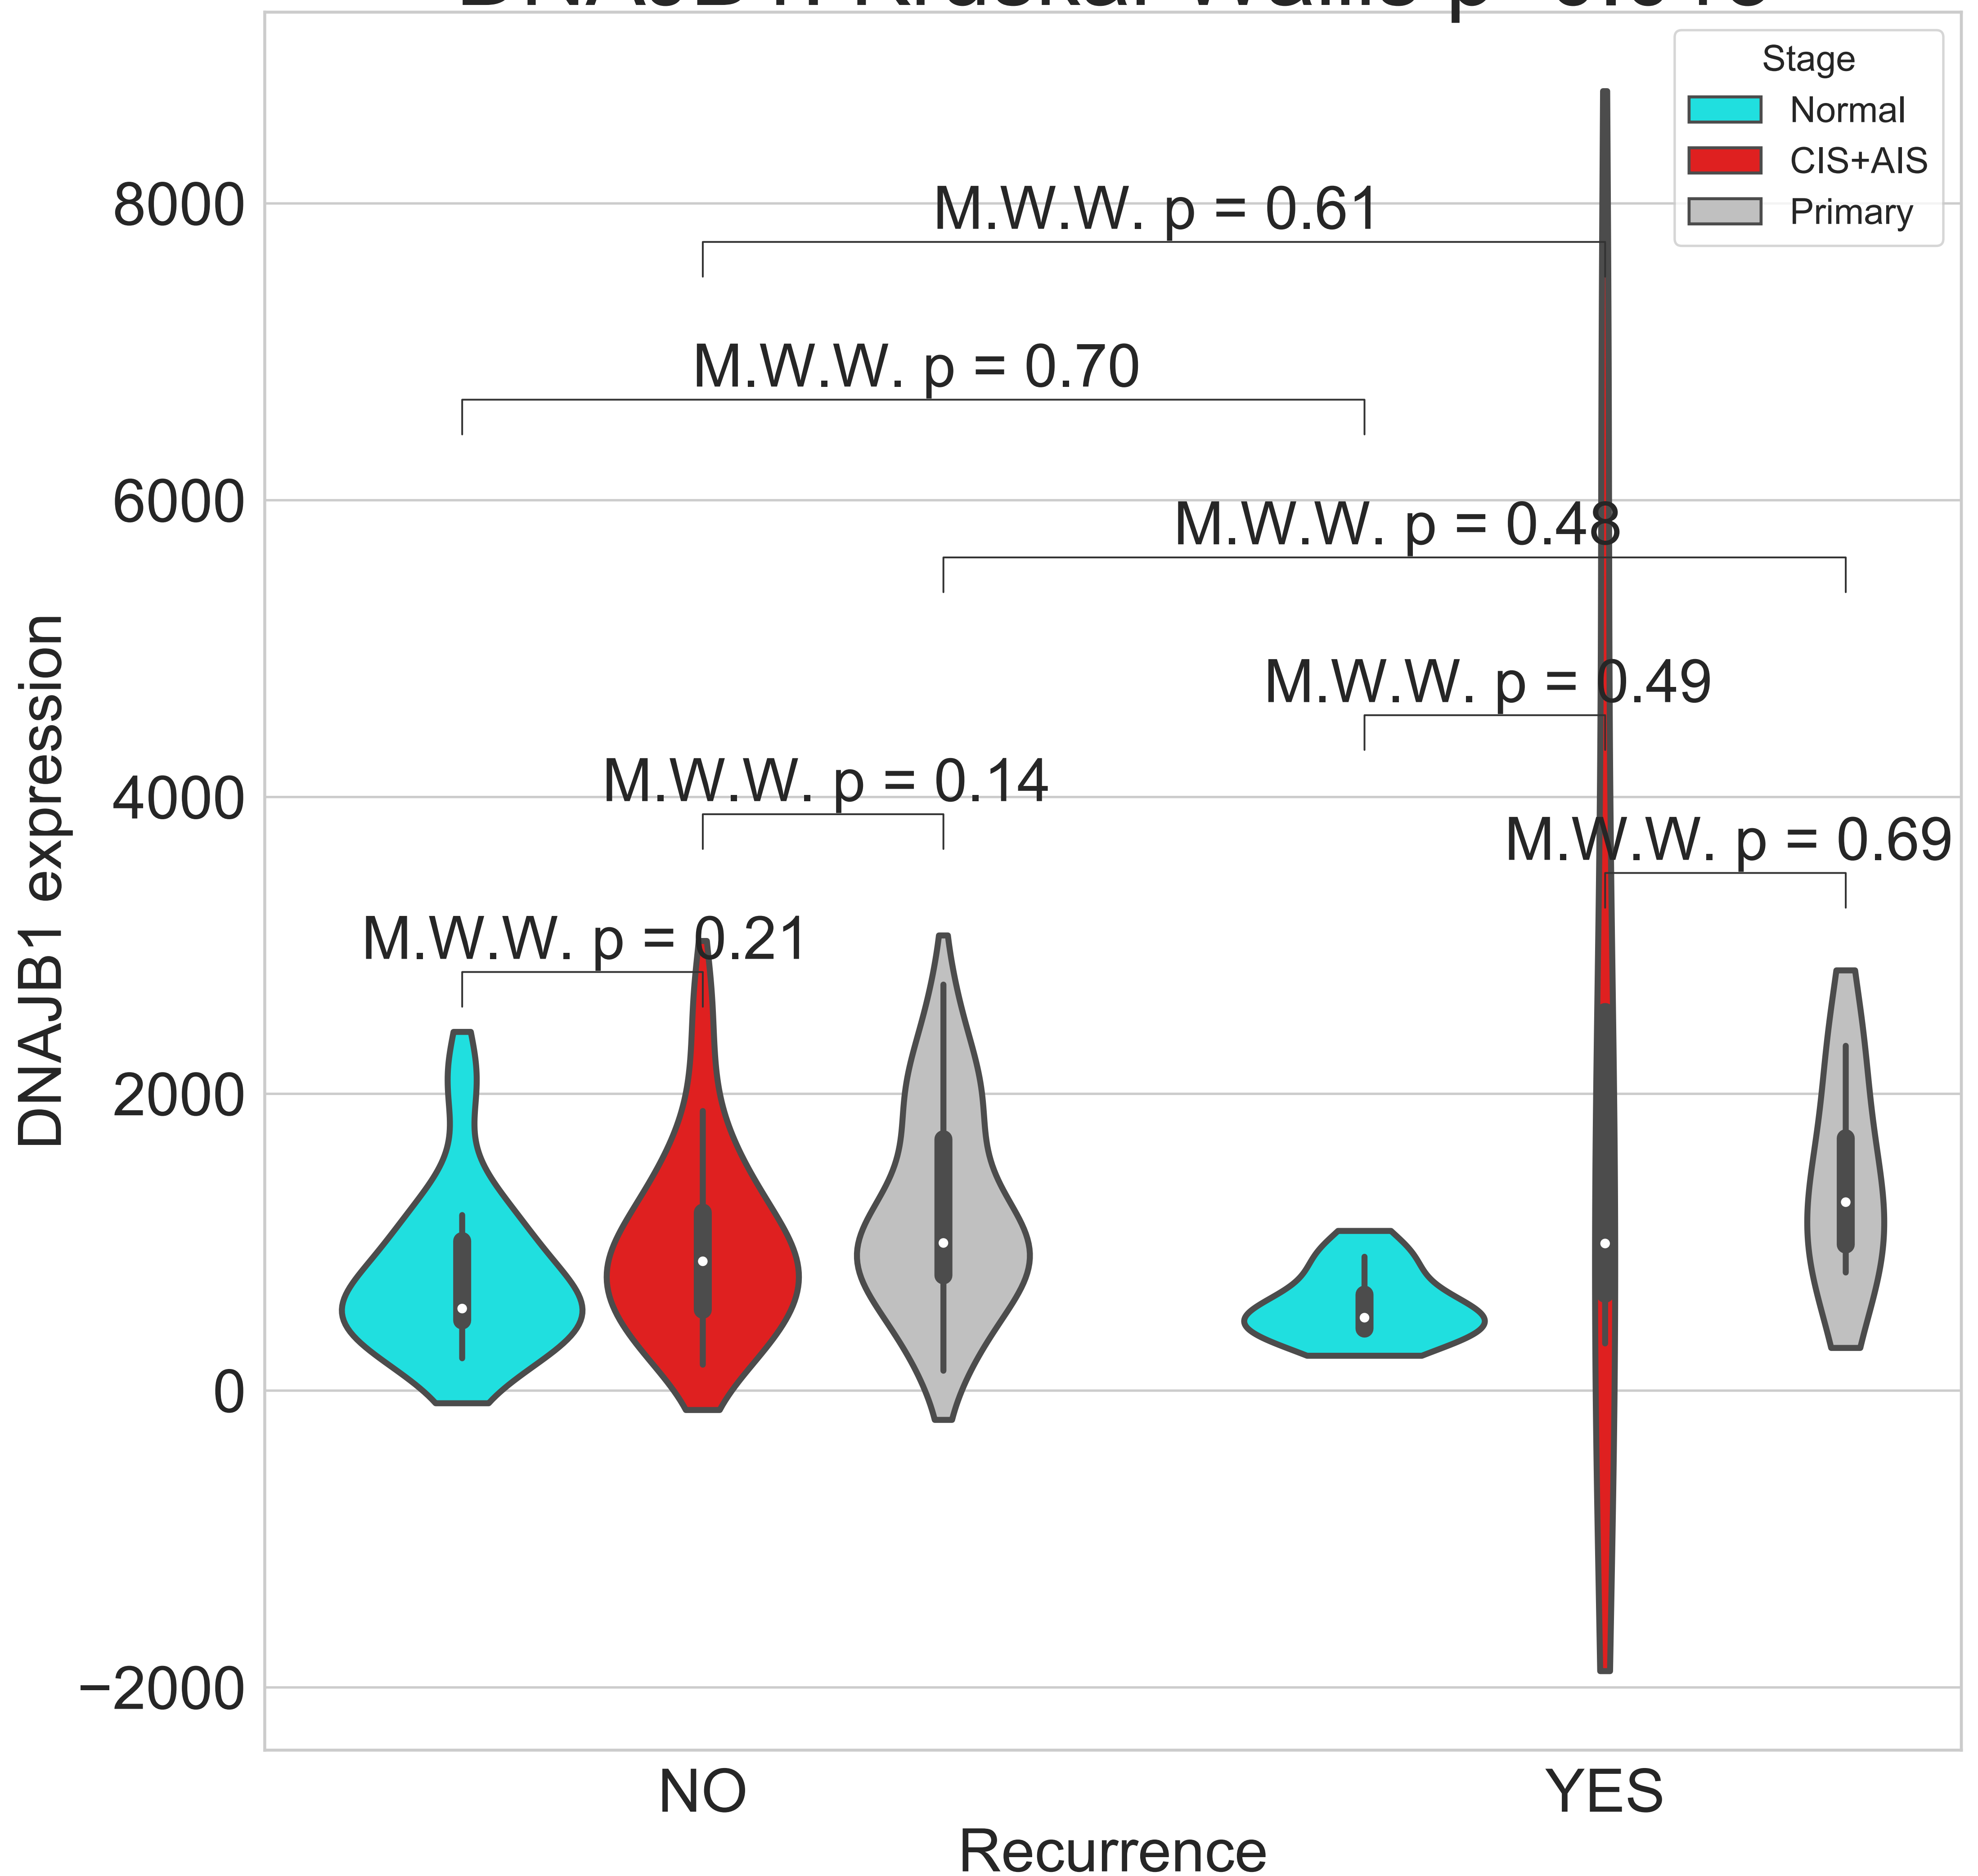 Stage
Normal
CIS+AIS
Primary
M.W.W. p = 0.61
M.W.W. p = 0.70
M.W.W. p = 0.48
M.W.W. p = 0.49
M.W.W. p = 0.14
M.W.W. p = 0.69
M.W.W. p = 0.21
8000
6000
4000
2000
0
−2000
DNAJB1 expression
NO
YES
Recurrence